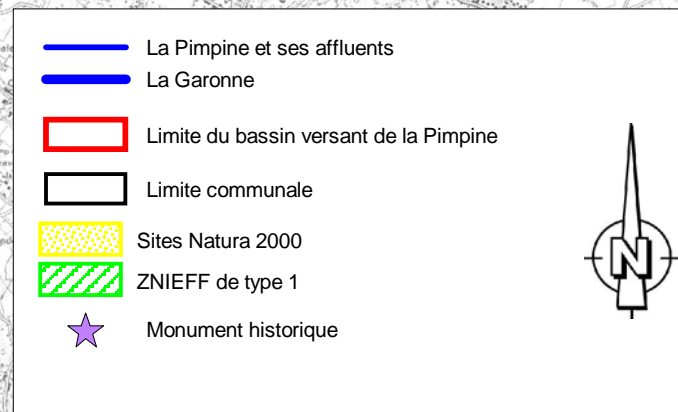 La Pimpine et ses affluents
La Garonne
Limite du bassin versant de la Pimpine
Limite communale
Sites Natura 2000
ZNIEFF de type 1
Monument historique
N